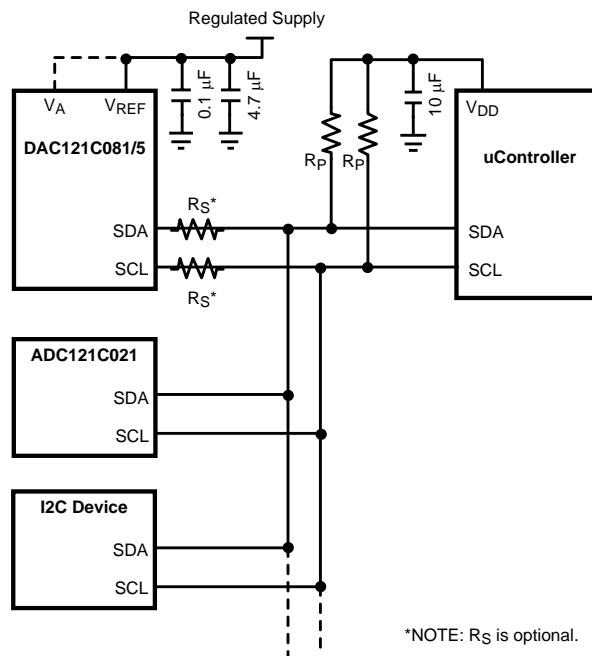 Regulated Supply
VA
VREF
0.1 µF
4.7 µF
10 µF
VDD
DAC121C081/5
uController
RP
RP
RS*
SDA
SDA
SCL
SCL
RS*
ADC121C021
SDA
SCL
I2C Device
SDA
SCL
*NOTE: RS is optional.